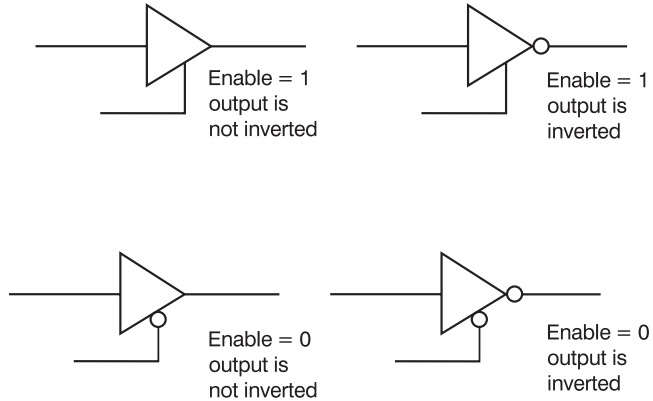 Enable = 1
output is
not inverted
Enable = 1
output is
inverted
Enable = 0
output is
not inverted
Enable = 0
output is
inverted